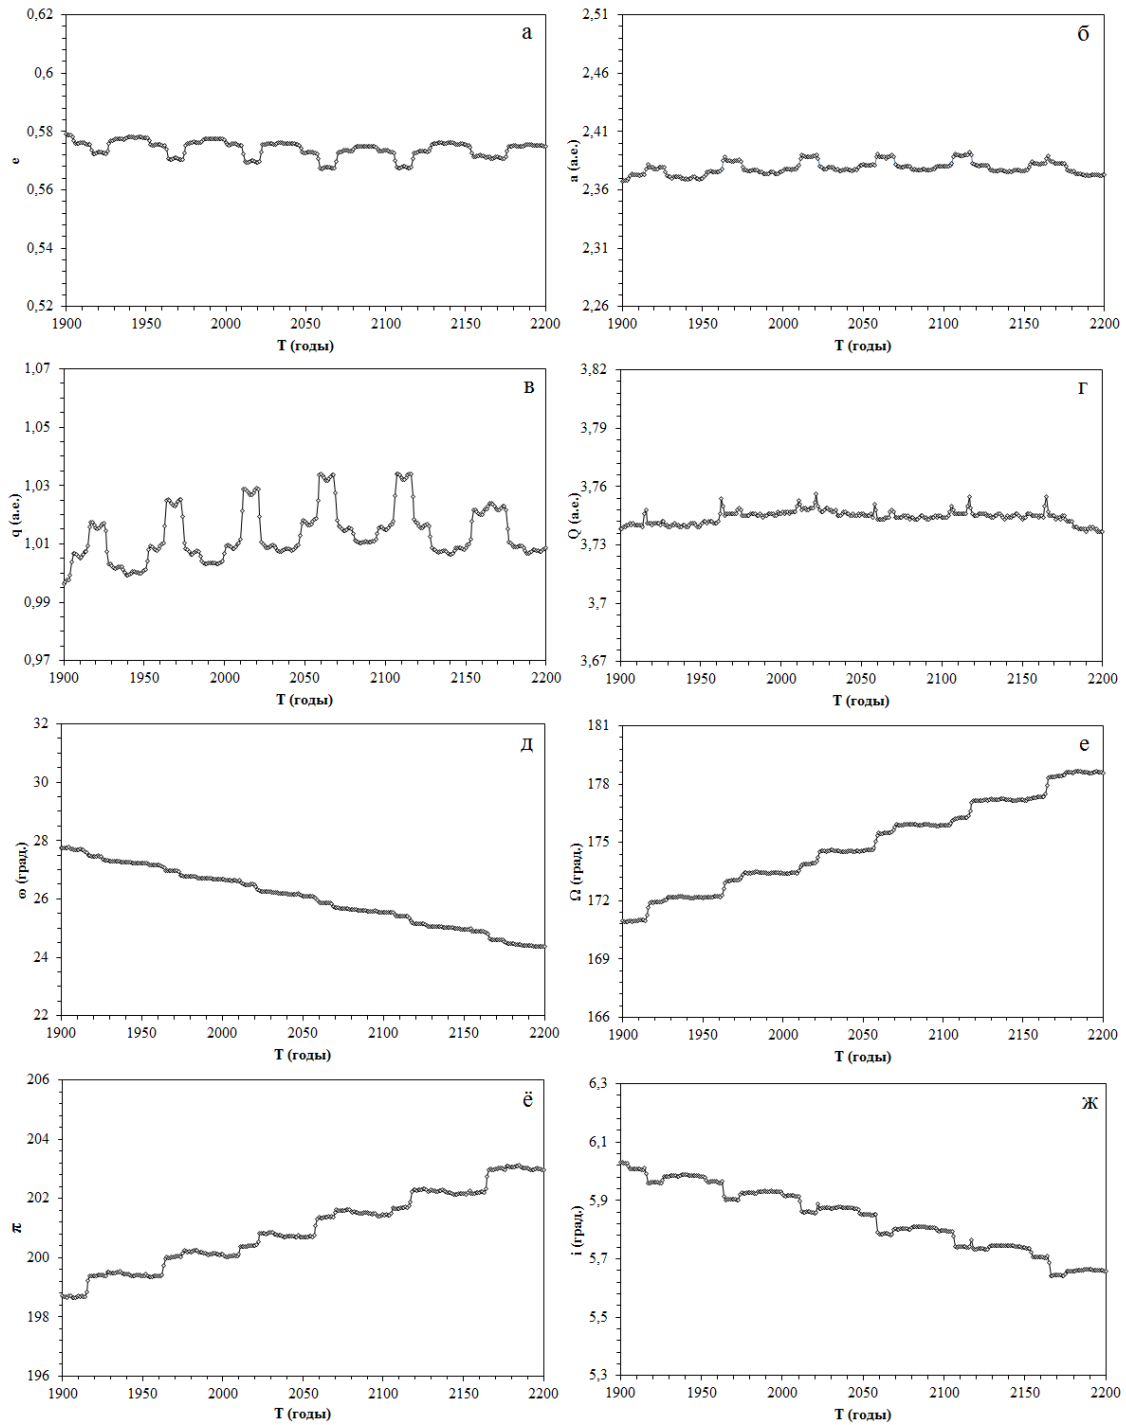 0,62
0,6
0,58
0,56
0,54
0,52
e
а
1900 1950 2000 2050 2100 2150 2200
T (годы)
2,51
2,46
2,41
2,36
2,31
2,26
a (а.е.)
б
1900 1950 2000 2050 2100 2150 2200
T (годы)
1,07
1,05
1,03
1,01
0,99
0,97
q (а.е.)
в
1900 1950 2000 2050 2100 2150 2200
T (годы)
3,82
3,79
3,76
3,73
3,7
3,67
Q (а.е.)
г
1900 1950 2000 2050 2100 2150 2200
T (годы)
32
30
28
26
24
22
ω (град.)
д
1900 1950 2000 2050 2100 2150 2200
T (годы)
181
178
175
172
169
166
Ω (град.)
е
1900 1950 2000 2050 2100 2150 2200
T (годы)
206
204
202
200
198
196
π
ё
1900 1950 2000 2050 2100 2150 2200
T (годы)
6,3
6,1
5,9
5,7
5,5
5,3
i (град.)
ж
1900 1950 2000 2050 2100 2150 2200
T (годы)